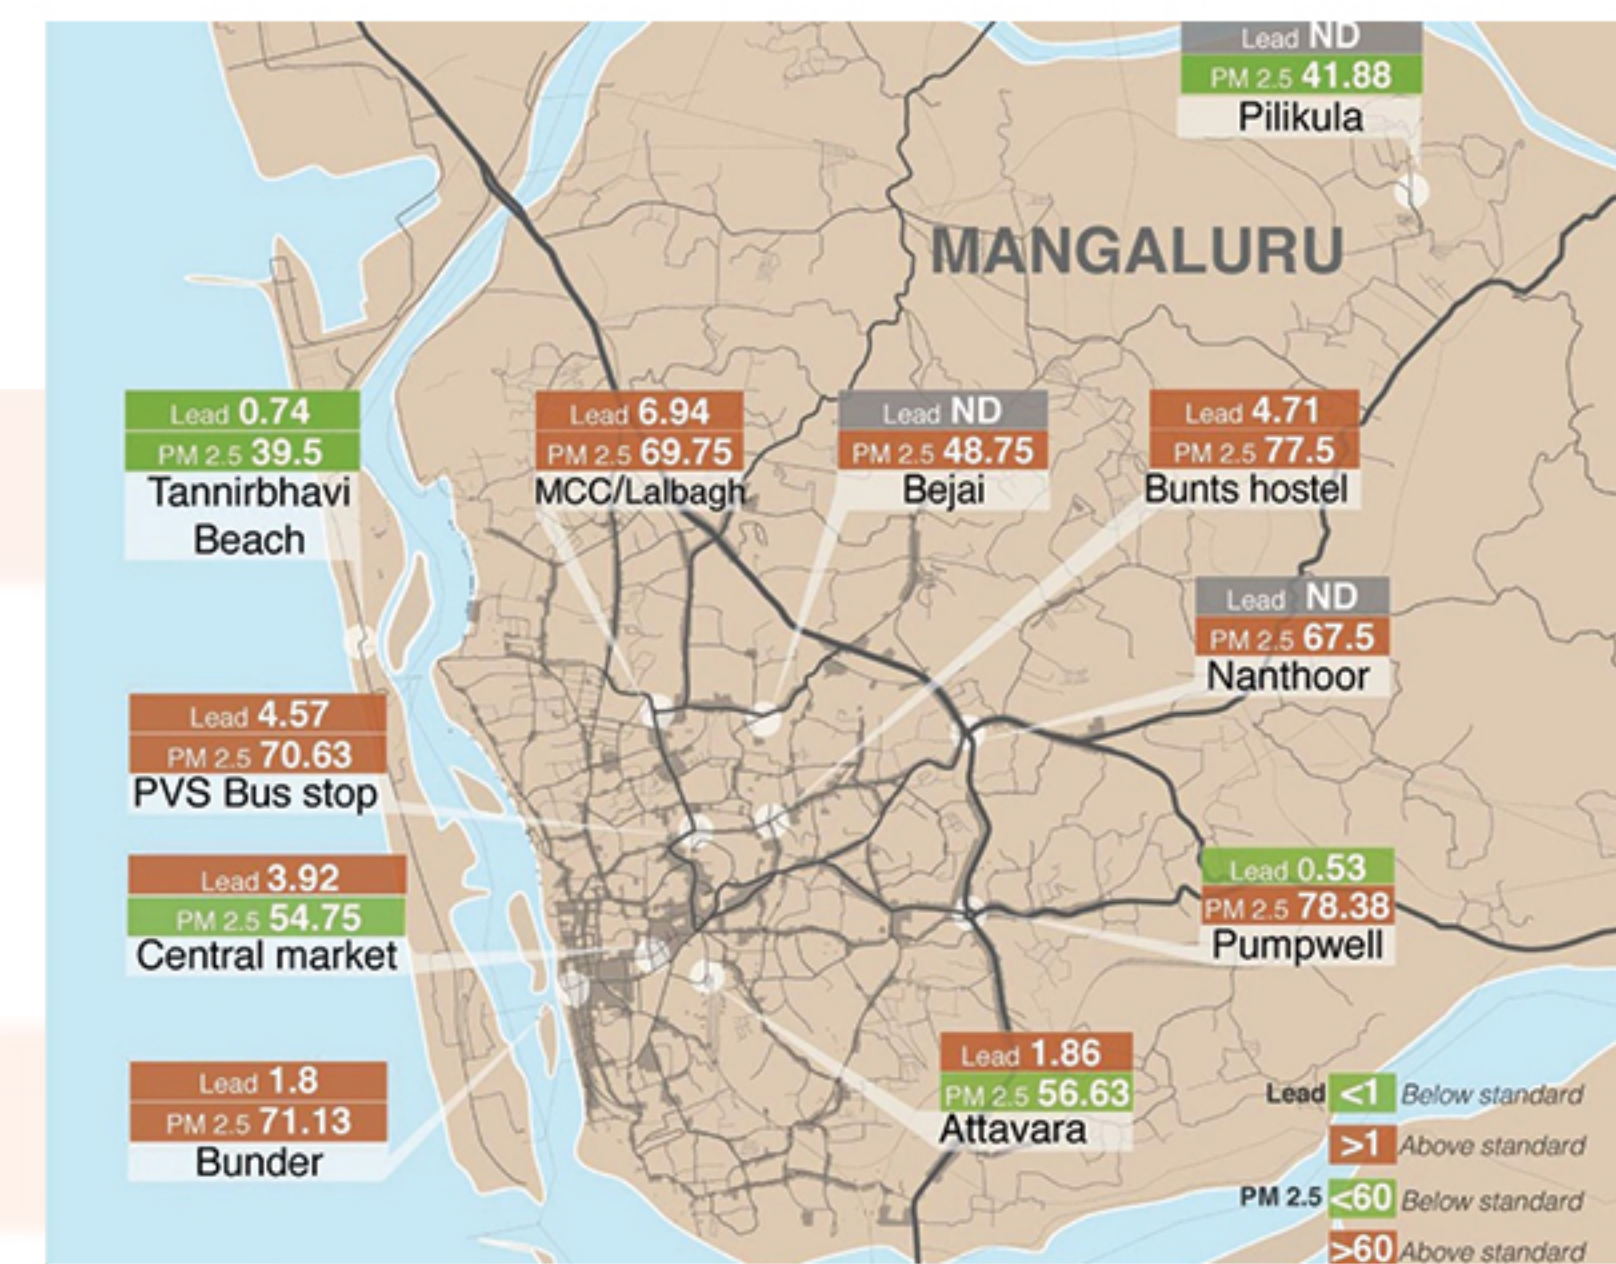 Lead ND
PM 2.5 41.88
Pilikula
MANGALURU
Lead 0.74
PM 2.5 39.5
Tannirbhavi
Beach
Lead 6.94
PM 2.5 69.75
MCC/Lalbagh
Lead ND
PM 2.5 48.75
Bejai
Lead 4.71
PM 2.5 77.5
Bunts hostel
Lead ND
PM 2.5 67.5
Nanthoor
Lead 4.57
PM 2.5 70.63
PVS Bus stop
Lead 3.92
PM 2.5 54.75
Central market
Lead 0.53
PM 2.5 78.38
Pumpwell
Lead 1.8
PM 2.5 71.13
Bunder
Lead 1.86
PM 2.5 56.63
Attavara
Lead <1 Below standard
>1 Above standard
PM 2.5 <60 Below standard
>60 Above standard